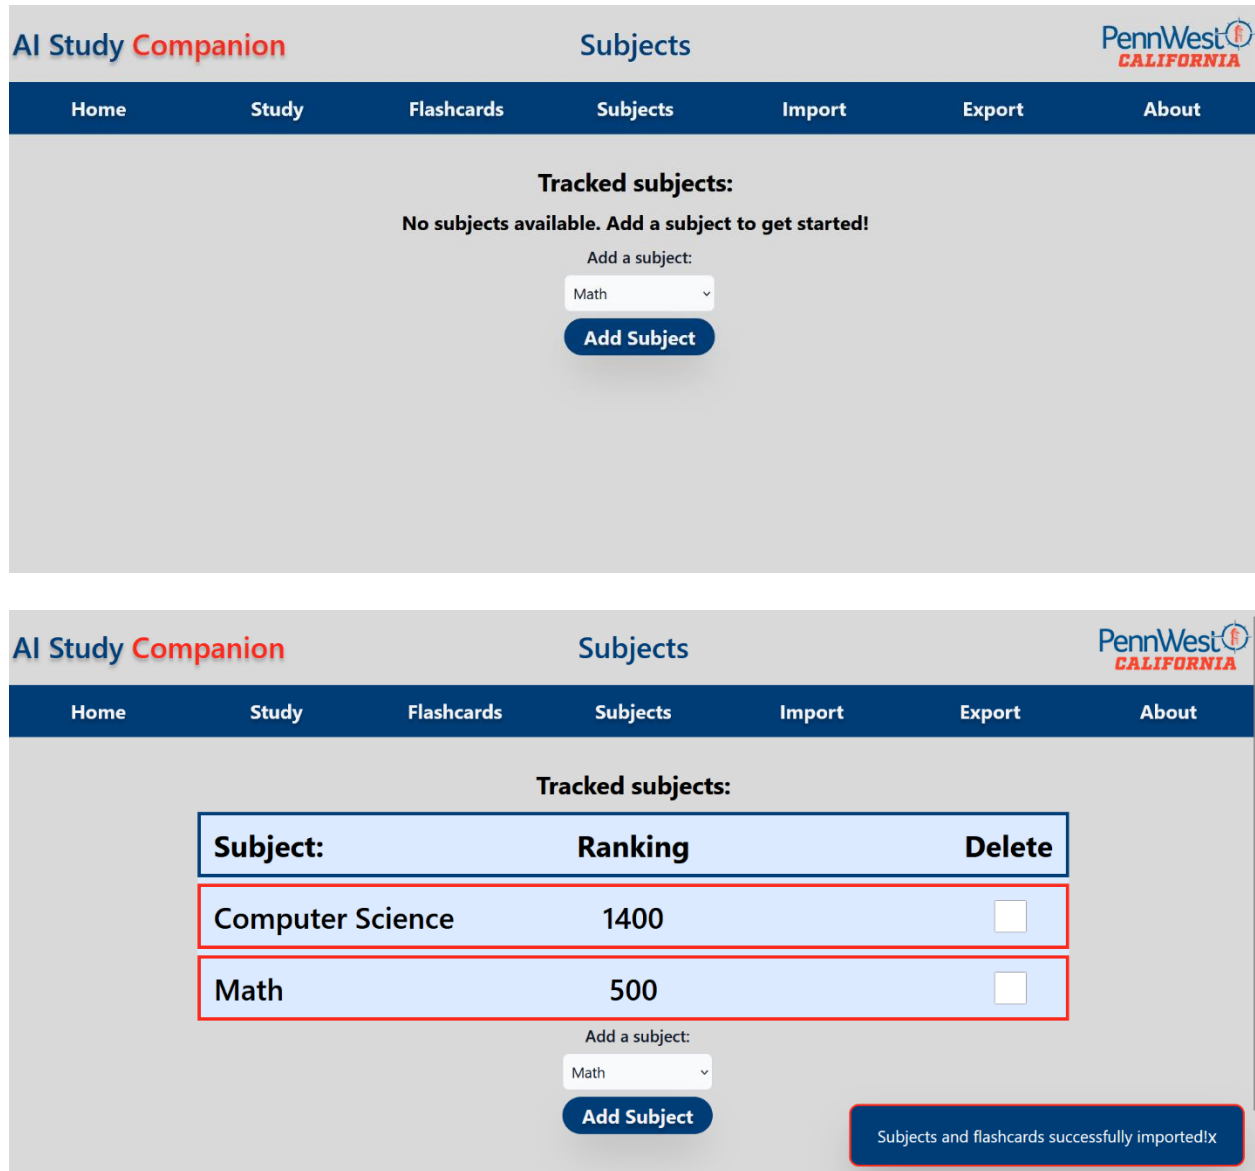 AI Study Companion Subjects PennWest
CALIFORNIA
Home Study Flashcards Subjects Import Export About
Tracked subjects:
No subjects available. Add a subject to get started!
Add a subject:
Math
Add Subject
AI Study Companion Subjects PennWest
CALIFORNIA
Home Study Flashcards Subjects Import Export About
Tracked subjects:
Subject: Ranking Delete
Computer Science 1400
Math 500
Add a subject:
Math
Add Subject
Subjects and flashcards successfully imported!x